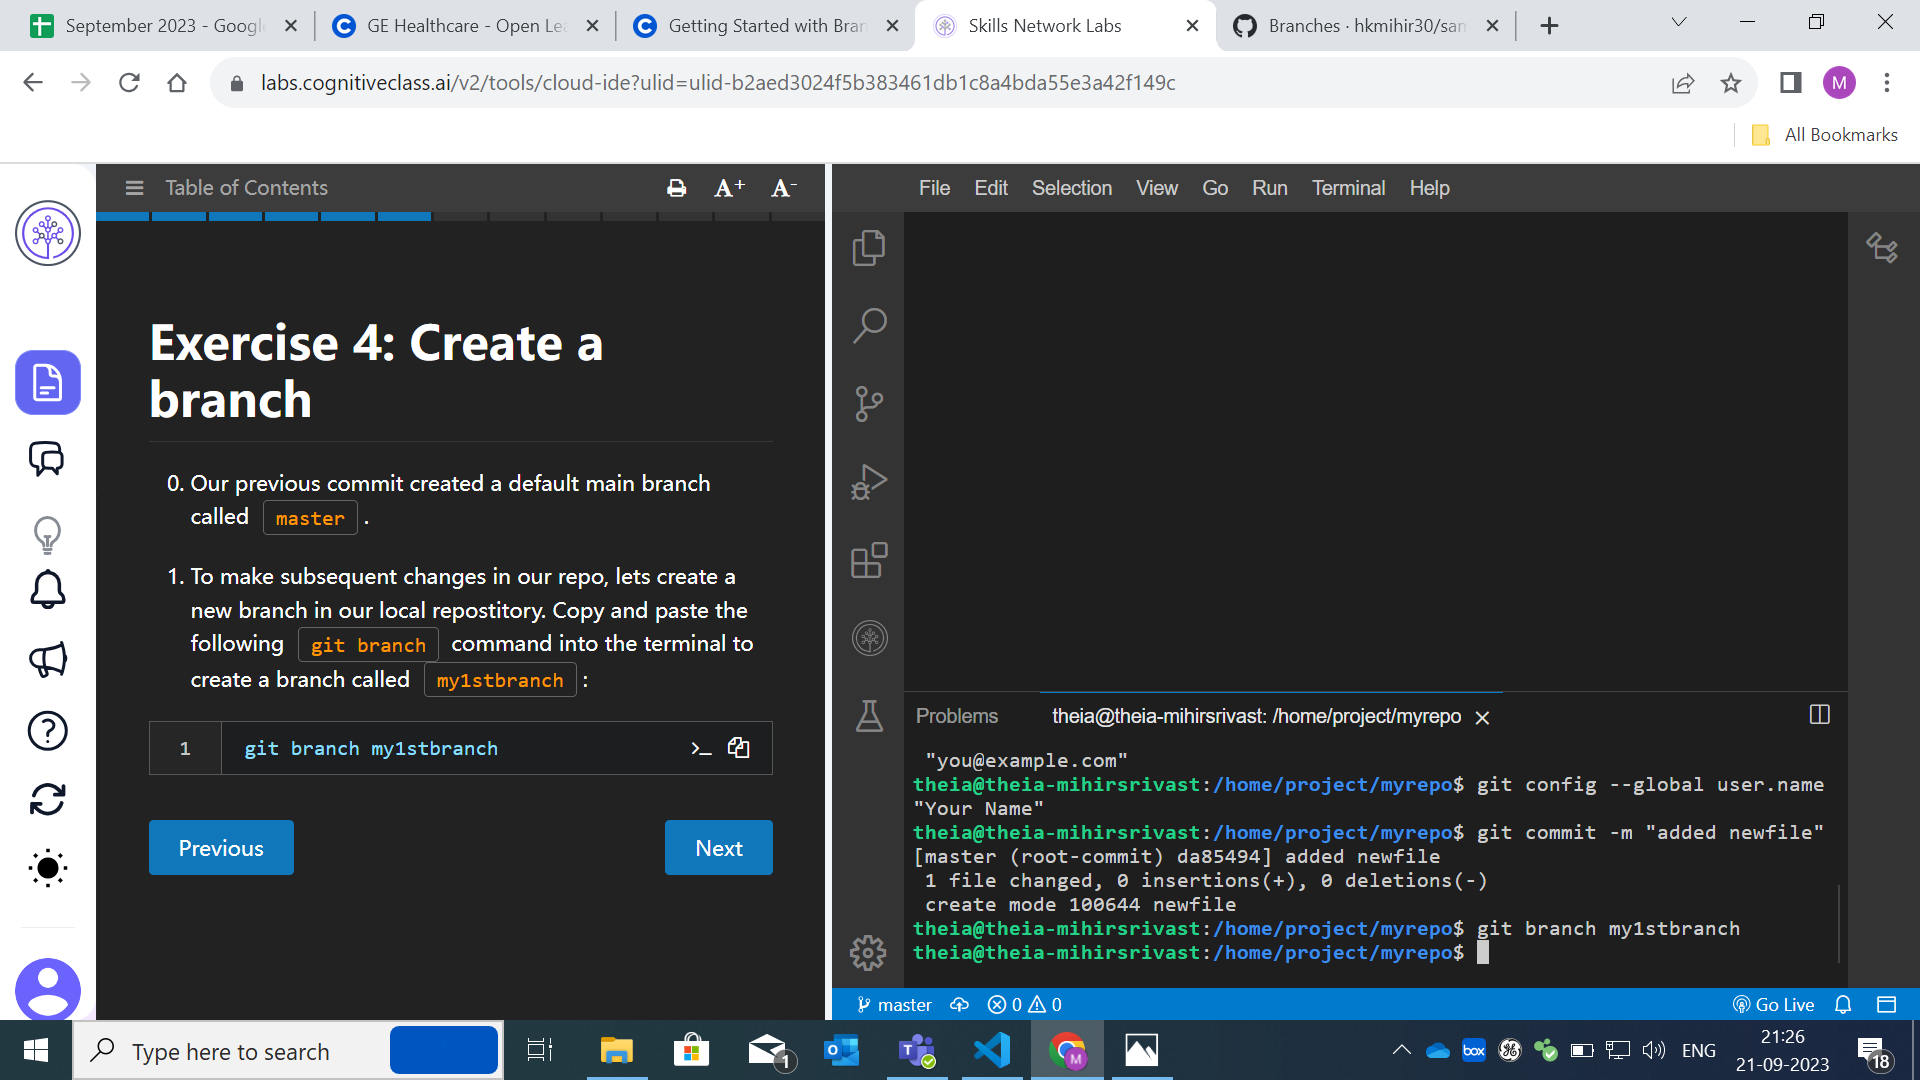 September 2023 - Google
GE Healthcare - Open Lea
Getting Started with Bran
Skills Network Labs
Branches · hkmihir30/sam
labs.cognitiveclass.ai/v2/tools/cloud-ide?ulid=ulid-b2aed3024f5b383461db1c8a4bda55e3a42f149c
M
All Bookmarks
Table of Contents
A+ A-
File Edit Selection View Go Run Terminal Help
Exercise 4: Create a
branch
0. Our previous commit created a default main branch
called master .
1. To make subsequent changes in our repo, lets create a
new branch in our local repostitory. Copy and paste the
following git branch command into the terminal to
create a branch called my1stbranch :
1 git branch my1stbranch
Previous Next
Problems theia@theia-mihirsrivast: /home/project/myrepo
"you@example.com"
theia@theia-mihirsrivast:/home/project/myrepo$ git config --global user.name
"Your Name"
theia@theia-mihirsrivast:/home/project/myrepo$ git commit -m "added newfile"
[master (root-commit) da85494] added newfile
1 file changed, 0 insertions(+), 0 deletions(-)
create mode 100644 newfile
theia@theia-mihirsrivast:/home/project/myrepo$ git branch my1stbranch
theia@theia-mihirsrivast:/home/project/myrepo$
master 0 0 Go Live
Type here to search
1
M
box
ENG
21:26
21-09-2023
18